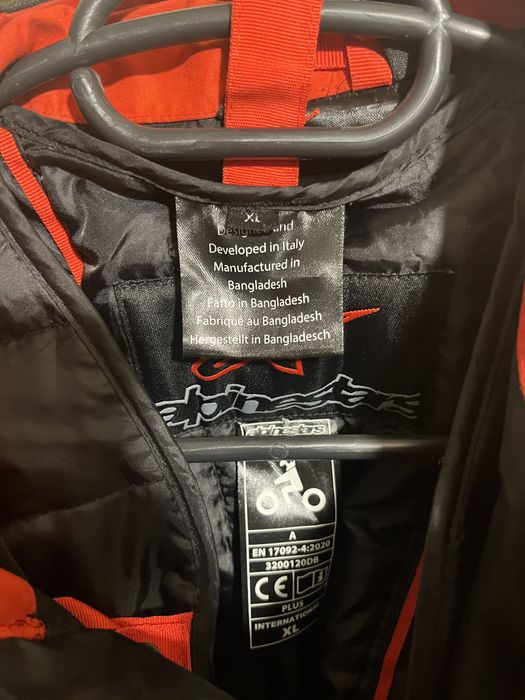 XL
Designed and
Developed in Italy
Manufactured in
Bangladesh
Fatto in Bangladesh
Fabriqué au Bangladesh
Hergestellt in Bangladesch
alpinestars
alpinestars
A
EN 17092-4:2020
3200120DB
CE
PLUS
INTERNATIONAL
XL